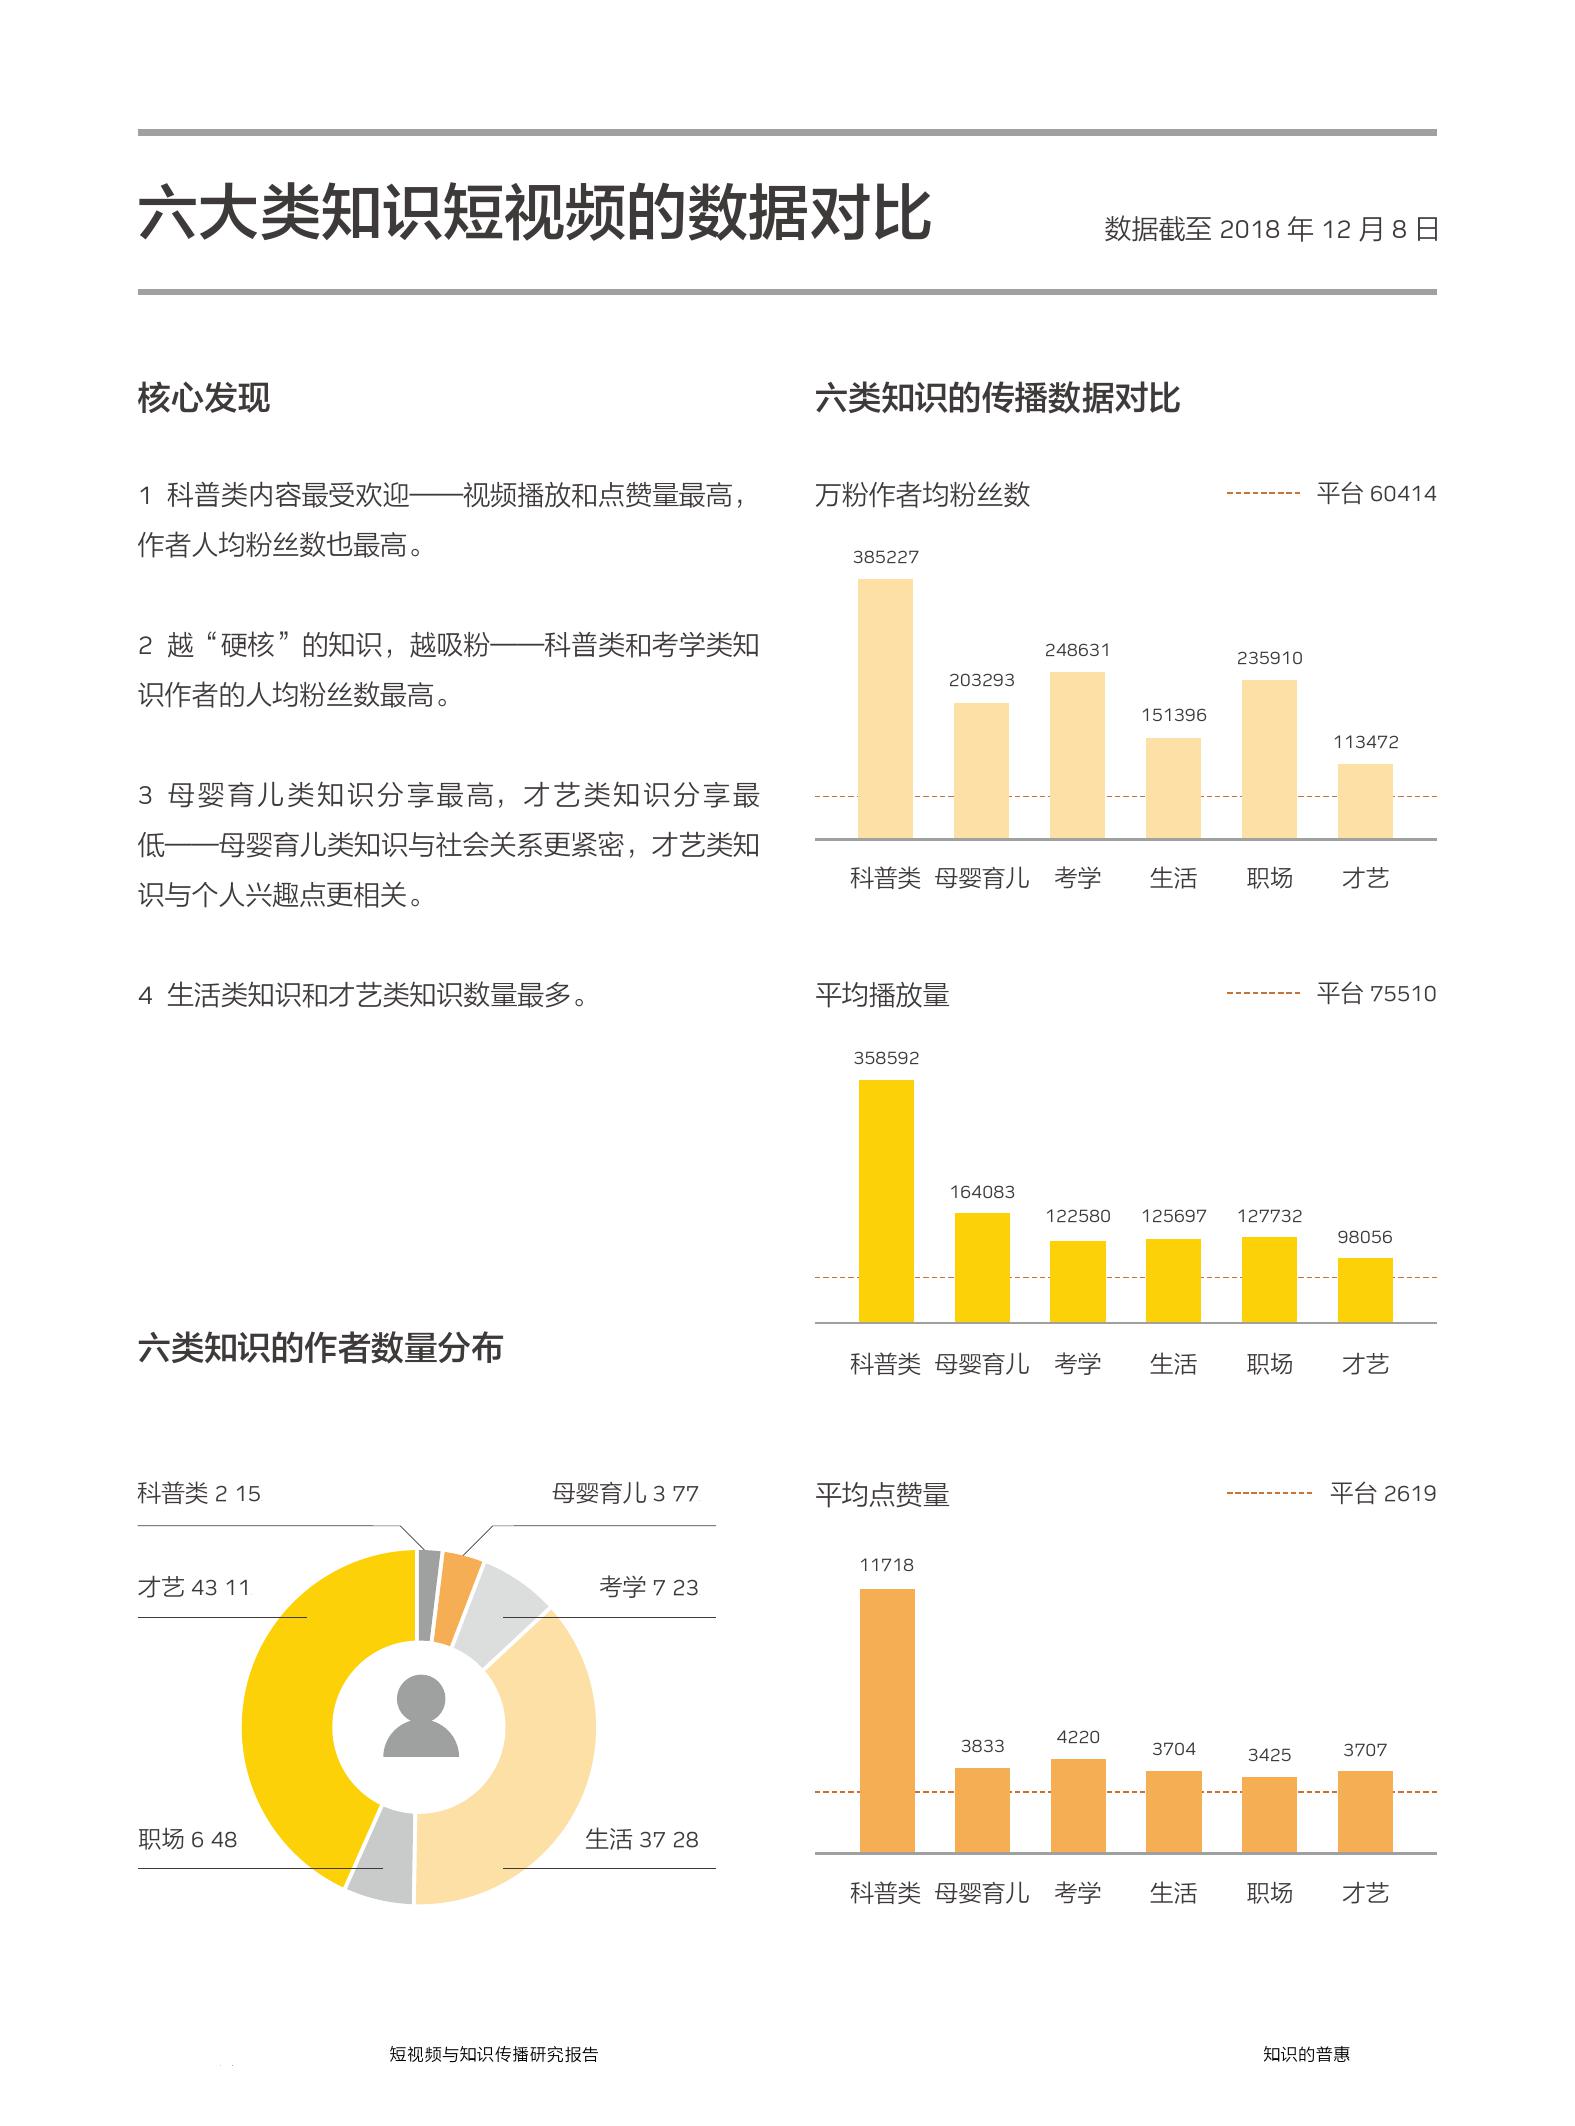 六大类知识短视频的数据对比
数据截至 2018 年 12 月 8 日
核心发现
1 科普类内容最受欢迎——视频播放和点赞量最高，
作者人均粉丝数也最高。
2 越“硬核”的知识，越吸粉——科普类和考学类知
识作者的人均粉丝数最高。
3 母婴育儿类知识分享最高，才艺类知识分享最
低——母婴育儿类知识与社会关系更紧密，才艺类知
识与个人兴趣点更相关。
4 生活类知识和才艺类知识数量最多。
六类知识的作者数量分布
科普类 2 15
母婴育儿 3 77
才艺 43 11
考学 7 23
职场 6 48
生活 37 28
六类知识的传播数据对比
万粉作者均粉丝数
平台 60414
385227
203293
248631
151396
235910
113472
科普类 母婴育儿 考学 生活 职场 才艺
平均播放量
平台 75510
358592
164083
122580
125697
127732
98056
科普类 母婴育儿 考学 生活 职场 才艺
平均点赞量
平台 2619
11718
3833
4220
3704
3425
3707
科普类 母婴育儿 考学 生活 职场 才艺
短视频与知识传播研究报告
知识的普惠